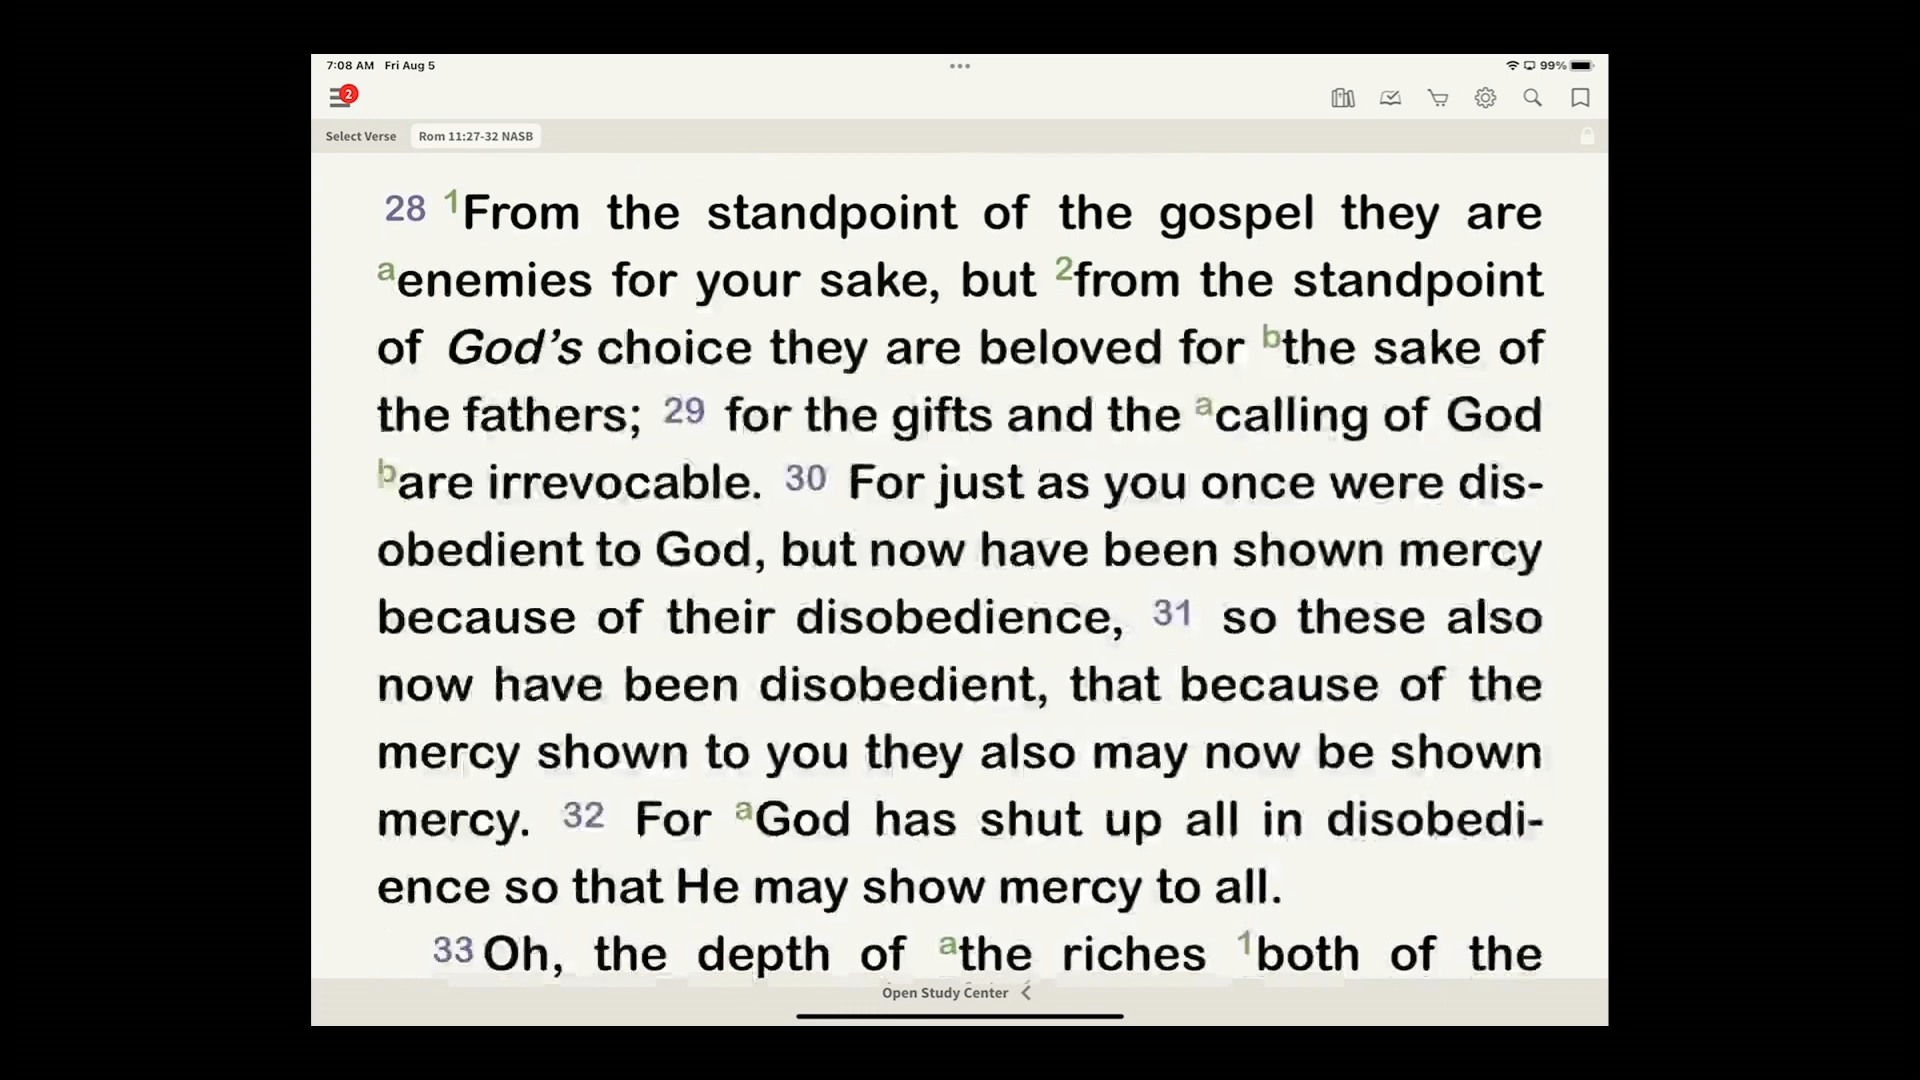 7:08 AM Fri Aug 5
99%
2
Select Verse Rom 11:27-32 NASB
28 1From the standpoint of the gospel they are
aenemies for your sake, but 2from the standpoint
of God’s choice they are beloved for bthe sake of
the fathers; 29 for the gifts and the acalling of God
bare irrevocable. 30 For just as you once were dis-
obedient to God, but now have been shown mercy
because of their disobedience, 31 so these also
now have been disobedient, that because of the
mercy shown to you they also may now be shown
mercy. 32 For aGod has shut up all in disobedi-
ence so that He may show mercy to all.
33 Oh, the depth of athe riches 1both of the
Open Study Center